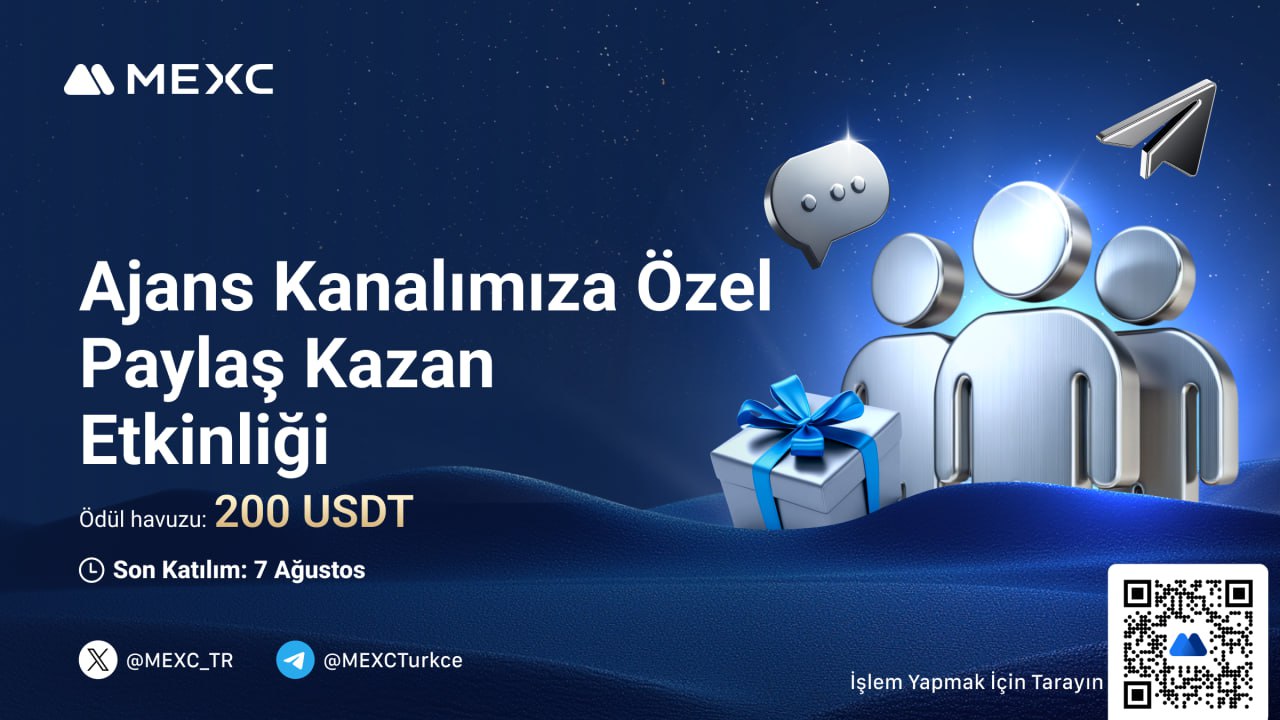 MEXC
Ajans Kanalımıza Özel
Paylaş Kazan
Etkinliği
Ödül havuzu: 200 USDT
Son Katılım: 7 Ağustos
@MEXC_TR
@MEXCTurkce
İşlem Yapmak İçin Tarayın